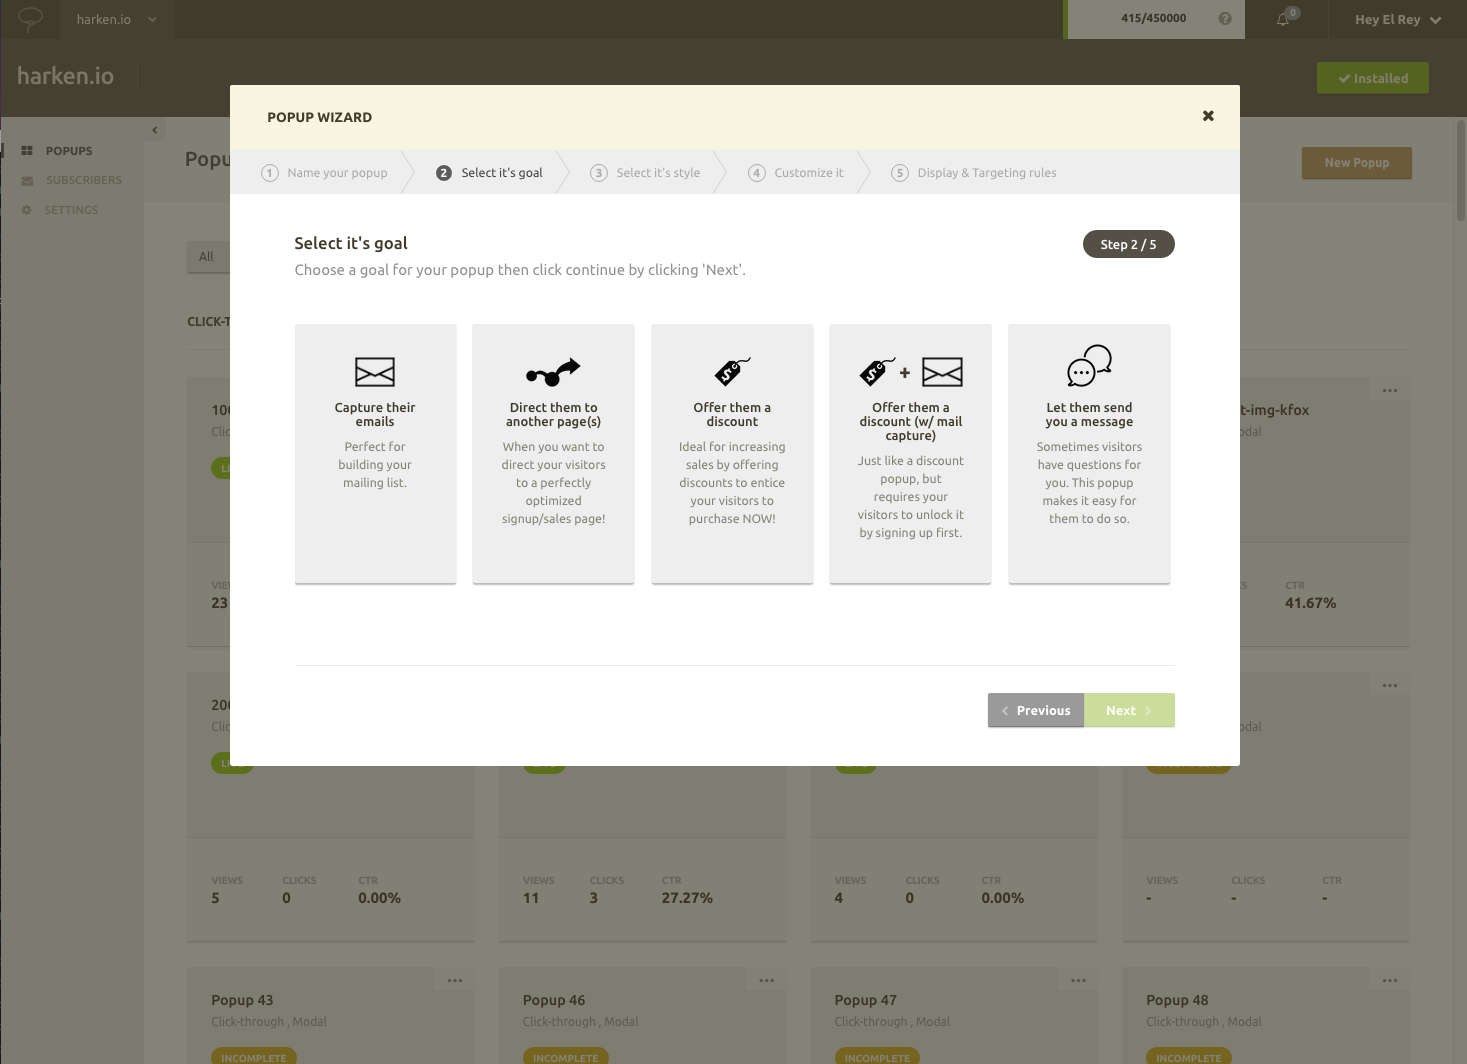 harken.io
415/450000
?
0
Hey El Rey
harken.io
Installed
POPUP WIZARD
POPUPS
SUBSCRIBERS
SETTINGS
1 Name your popup
2 Select it's goal
3 Select it's style
4 Customize it
5 Display & Targeting rules
New Popup
All
Select it's goal
Step 2 / 5
Choose a goal for your popup then click continue by clicking 'Next'.
Capture their
emails
Perfect for
building your
mailing list.
Direct them to
another page(s)
When you want to
direct your visitors
to a perfectly
optimized
signup/sales page!
Offer them a
discount
Ideal for increasing
sales by offering
discounts to entice
your visitors to
purchase NOW!
+
Offer them a
discount (w/ mail
capture)
Just like a discount
popup, but
requires your
visitors to unlock it
by signing up first.
Let them send
you a message
Sometimes visitors
have questions for
you. This popup
makes it easy for
them to do so.
t-img-kfox
CTR
23
41.67%
Previous
Next
VIEWS CLICKS CTR
5 0 0.00%
VIEWS CLICKS CTR
11 3 27.27%
VIEWS CLICKS CTR
4 0 0.00%
VIEWS CLICKS CTR
- - -
Popup 43
Click-through , Modal
INCOMPLETE
Popup 46
Click-through , Modal
INCOMPLETE
Popup 47
Click-through , Modal
INCOMPLETE
Popup 48
Click-through , Modal
INCOMPLETE